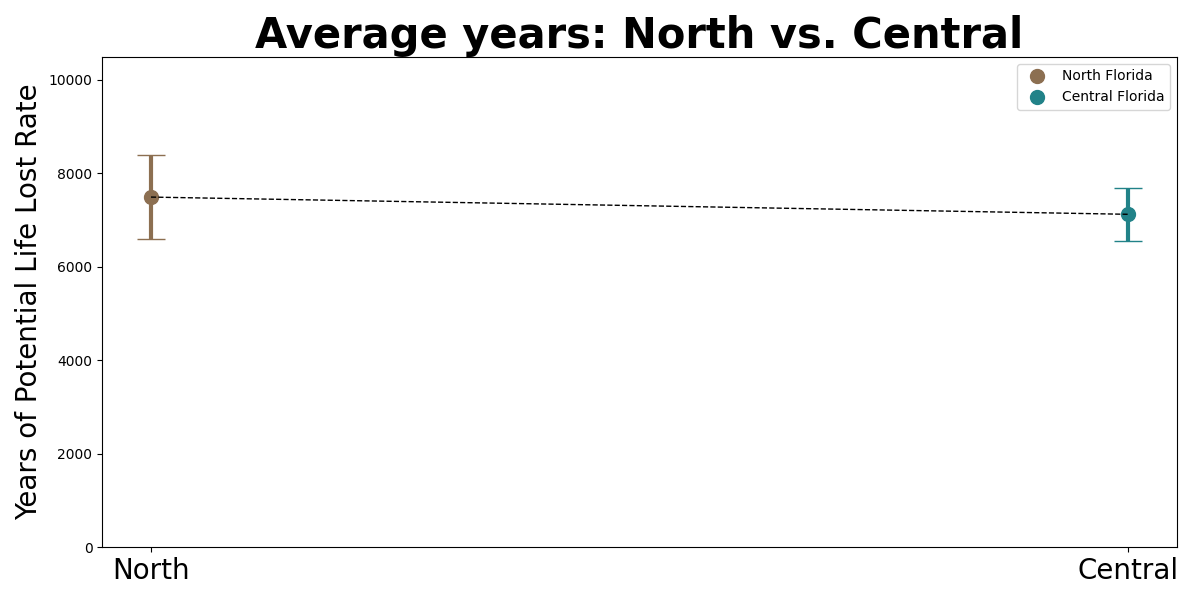 Average years: North vs. Central
Years of Potential Life Lost Rate
10000
8000
6000
4000
2000
0
North Florida
Central Florida
North
Central